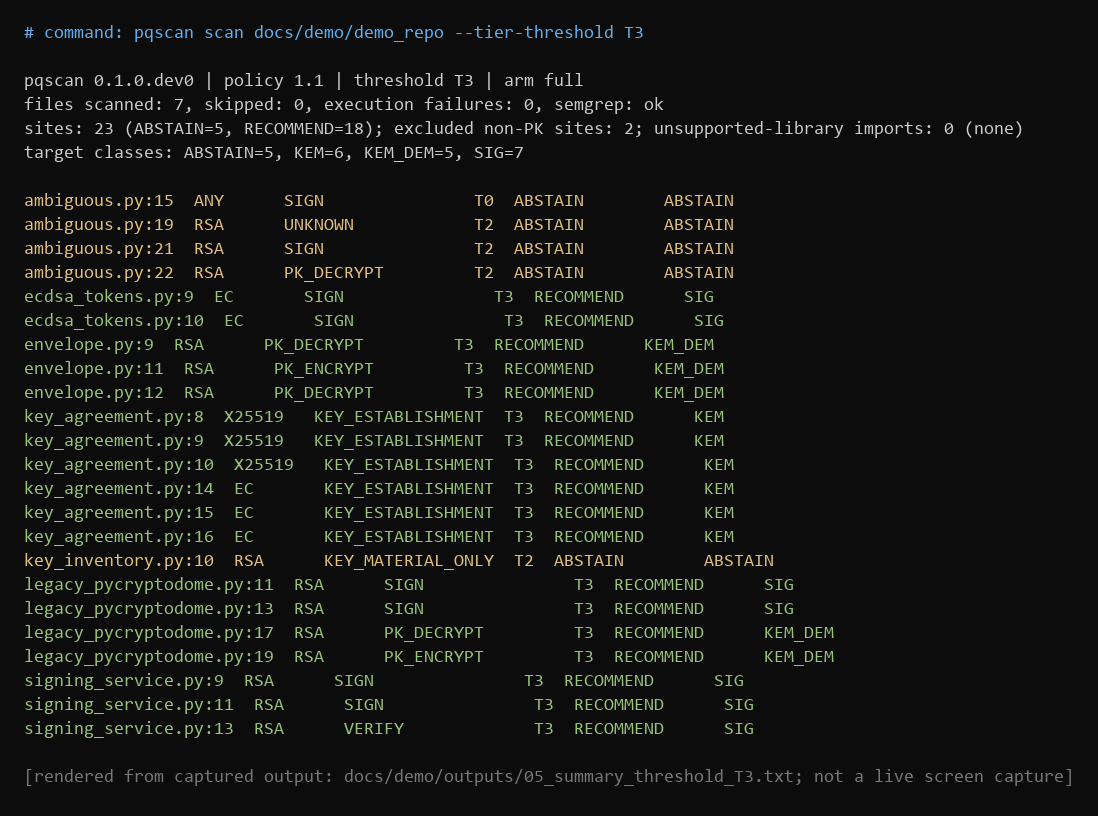 # command: pqscan scan docs/demo/demo_repo --tier-threshold T3
pqscan 0.1.0.dev0 | policy 1.1 | threshold T3 | arm full
files scanned: 7, skipped: 0, execution failures: 0, semgrep: ok
sites: 23 (ABSTAIN=5, RECOMMEND=18); excluded non-PK sites: 2; unsupported-library imports: 0 (none)
target classes: ABSTAIN=5, KEM=6, KEM_DEM=5, SIG=7
ambiguous.py:15  ANY      SIGN               T0  ABSTAIN        ABSTAIN
ambiguous.py:19  RSA      UNKNOWN            T2  ABSTAIN        ABSTAIN
ambiguous.py:21  RSA      SIGN               T2  ABSTAIN        ABSTAIN
ambiguous.py:22  RSA      PK_DECRYPT         T2  ABSTAIN        ABSTAIN
ecdsa_tokens.py:9  EC       SIGN               T3  RECOMMEND      SIG
ecdsa_tokens.py:10  EC       SIGN               T3  RECOMMEND      SIG
envelope.py:9  RSA      PK_DECRYPT         T3  RECOMMEND      KEM_DEM
envelope.py:11  RSA      PK_ENCRYPT         T3  RECOMMEND      KEM_DEM
envelope.py:12  RSA      PK_DECRYPT         T3  RECOMMEND      KEM_DEM
key_agreement.py:8  X25519   KEY_ESTABLISHMENT  T3  RECOMMEND      KEM
key_agreement.py:9  X25519   KEY_ESTABLISHMENT  T3  RECOMMEND      KEM
key_agreement.py:10  X25519   KEY_ESTABLISHMENT  T3  RECOMMEND      KEM
key_agreement.py:14  EC       KEY_ESTABLISHMENT  T3  RECOMMEND      KEM
key_agreement.py:15  EC       KEY_ESTABLISHMENT  T3  RECOMMEND      KEM
key_agreement.py:16  EC       KEY_ESTABLISHMENT  T3  RECOMMEND      KEM
key_inventory.py:10  RSA      KEY_MATERIAL_ONLY  T2  ABSTAIN        ABSTAIN
legacy_pycryptodome.py:11  RSA      SIGN               T3  RECOMMEND      SIG
legacy_pycryptodome.py:13  RSA      SIGN               T3  RECOMMEND      SIG
legacy_pycryptodome.py:17  RSA      PK_DECRYPT         T3  RECOMMEND      KEM_DEM
legacy_pycryptodome.py:19  RSA      PK_ENCRYPT         T3  RECOMMEND      KEM_DEM
signing_service.py:9  RSA      SIGN               T3  RECOMMEND      SIG
signing_service.py:11  RSA      SIGN               T3  RECOMMEND      SIG
signing_service.py:13  RSA      VERIFY             T3  RECOMMEND      SIG
[rendered from captured output: docs/demo/outputs/05_summary_threshold_T3.txt; not a live screen capture]